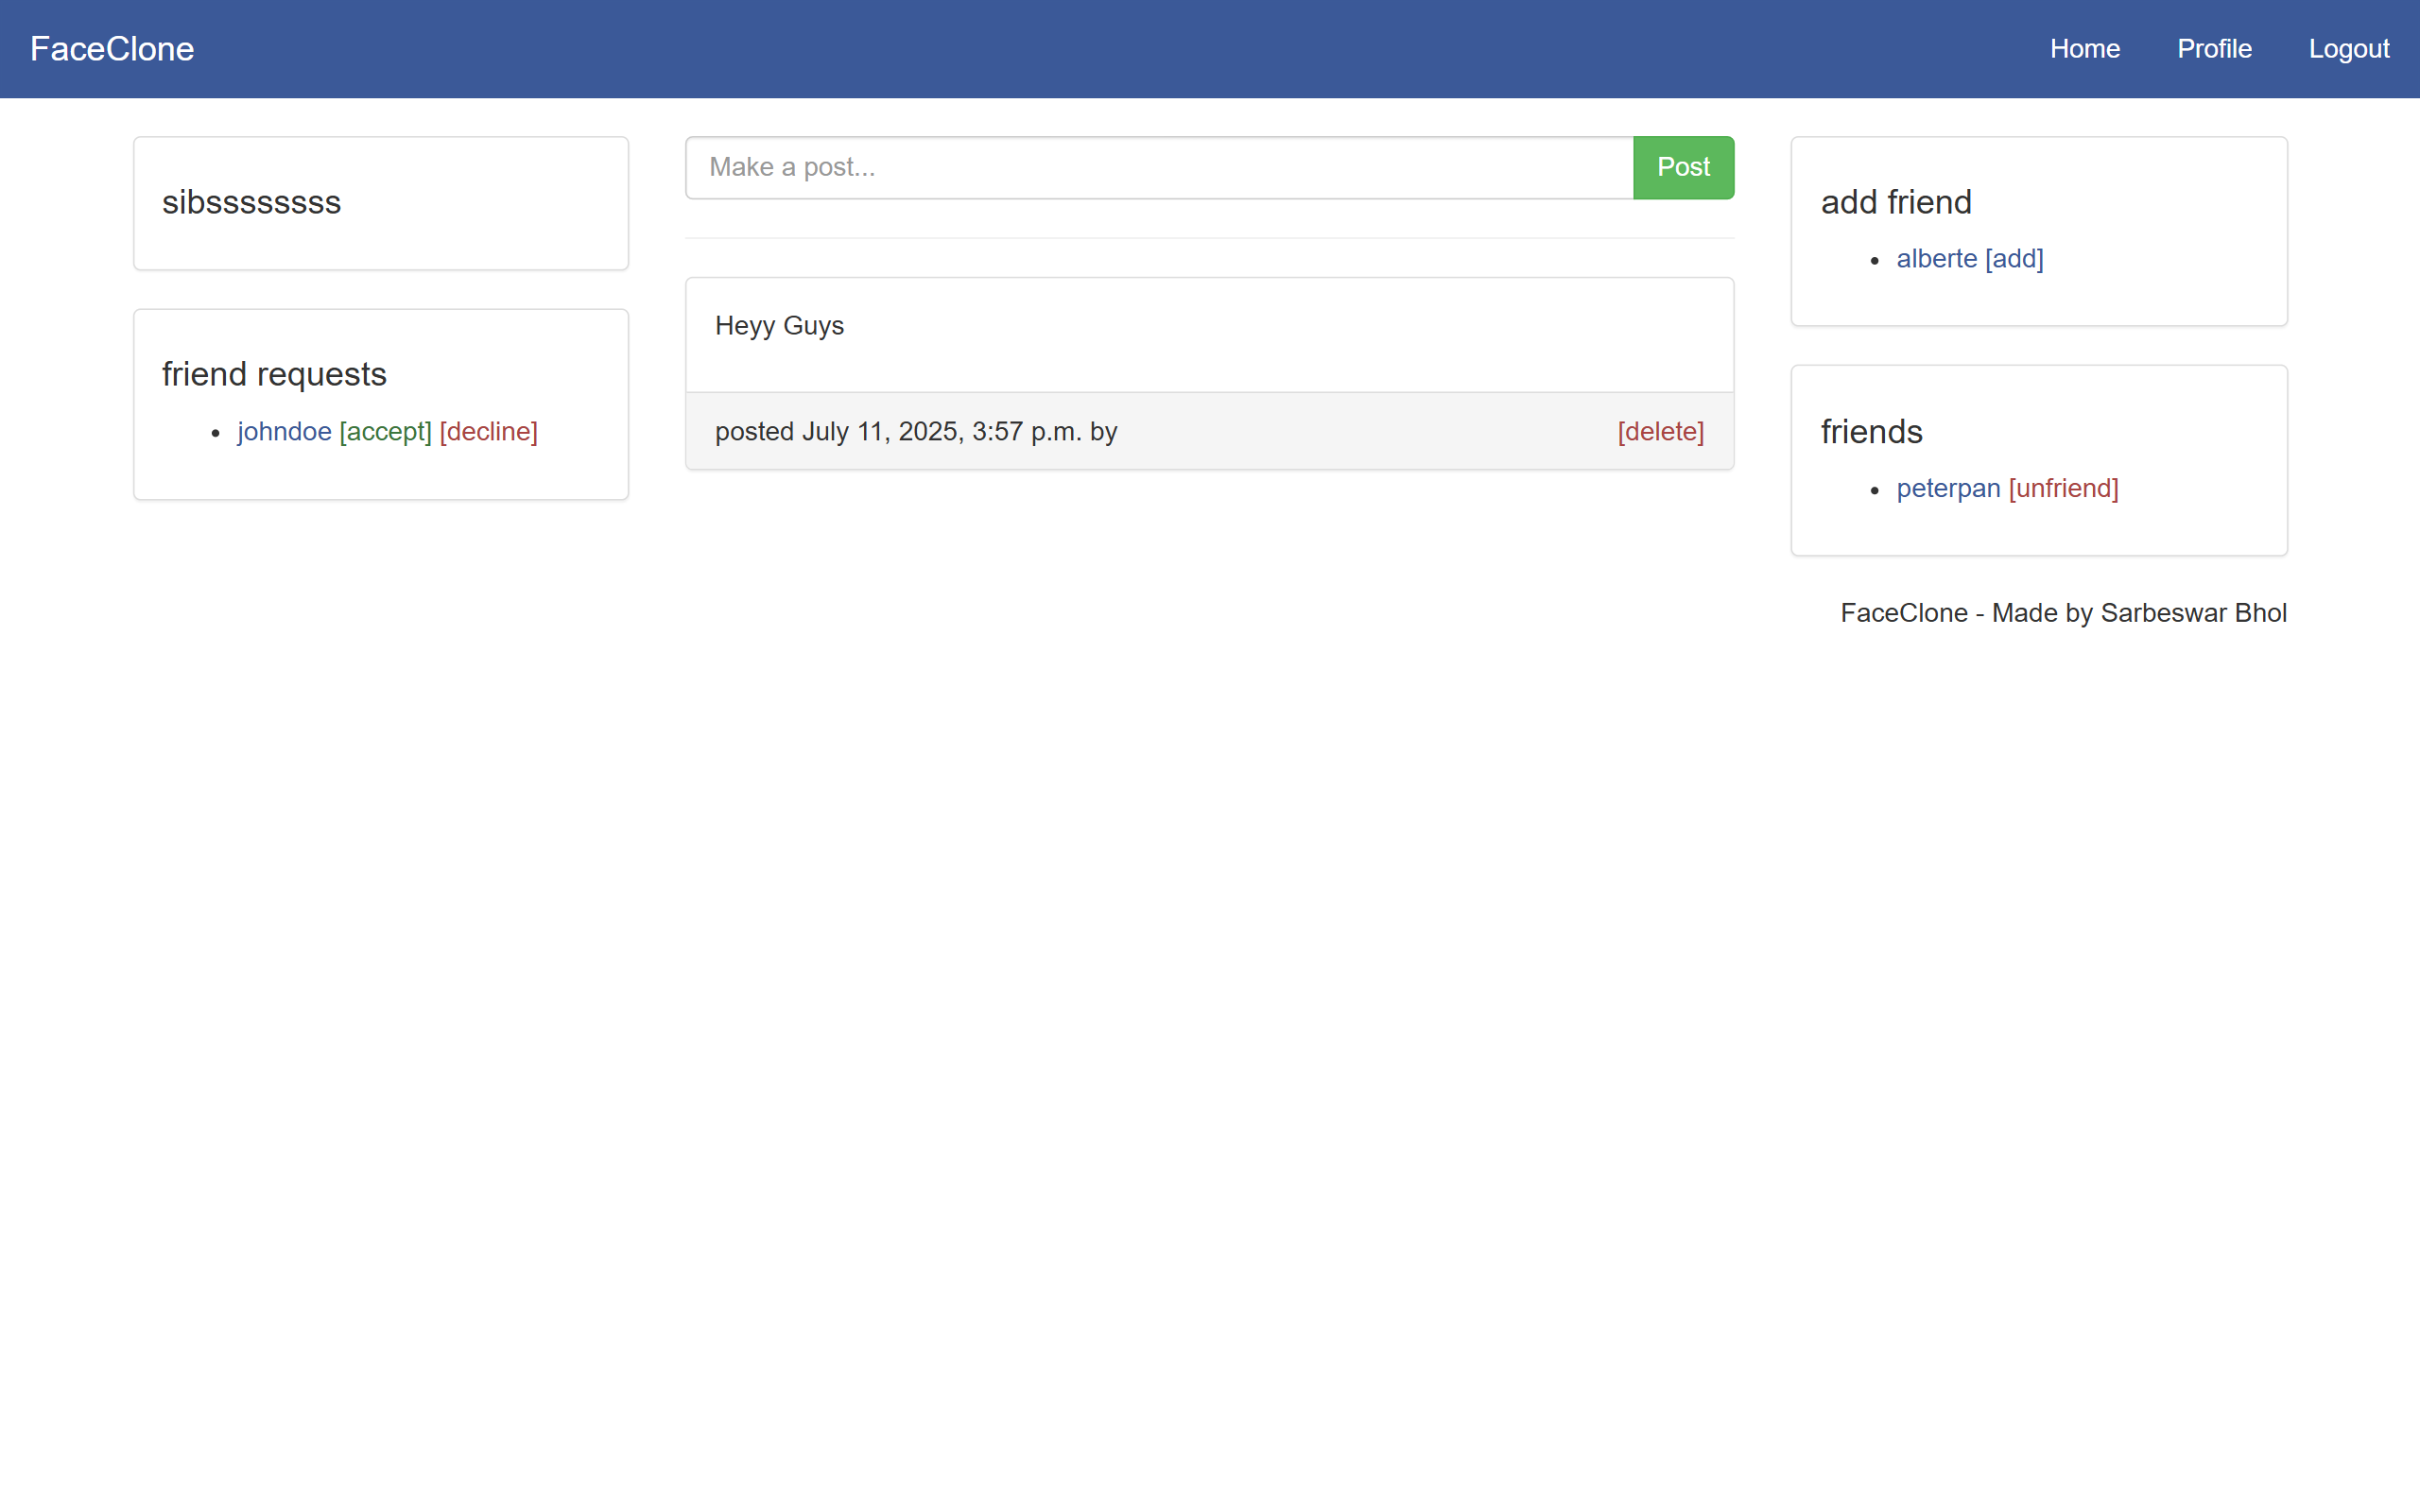 FaceClone
Home Profile Logout
sibssssssss
friend requests
johndoe [accept] [decline]
Make a post...
Post
Heyy Guys
posted July 11, 2025, 3:57 p.m. by
[delete]
add friend
alberte [add]
friends
peterpan [unfriend]
FaceClone - Made by Sarbeswar Bhol